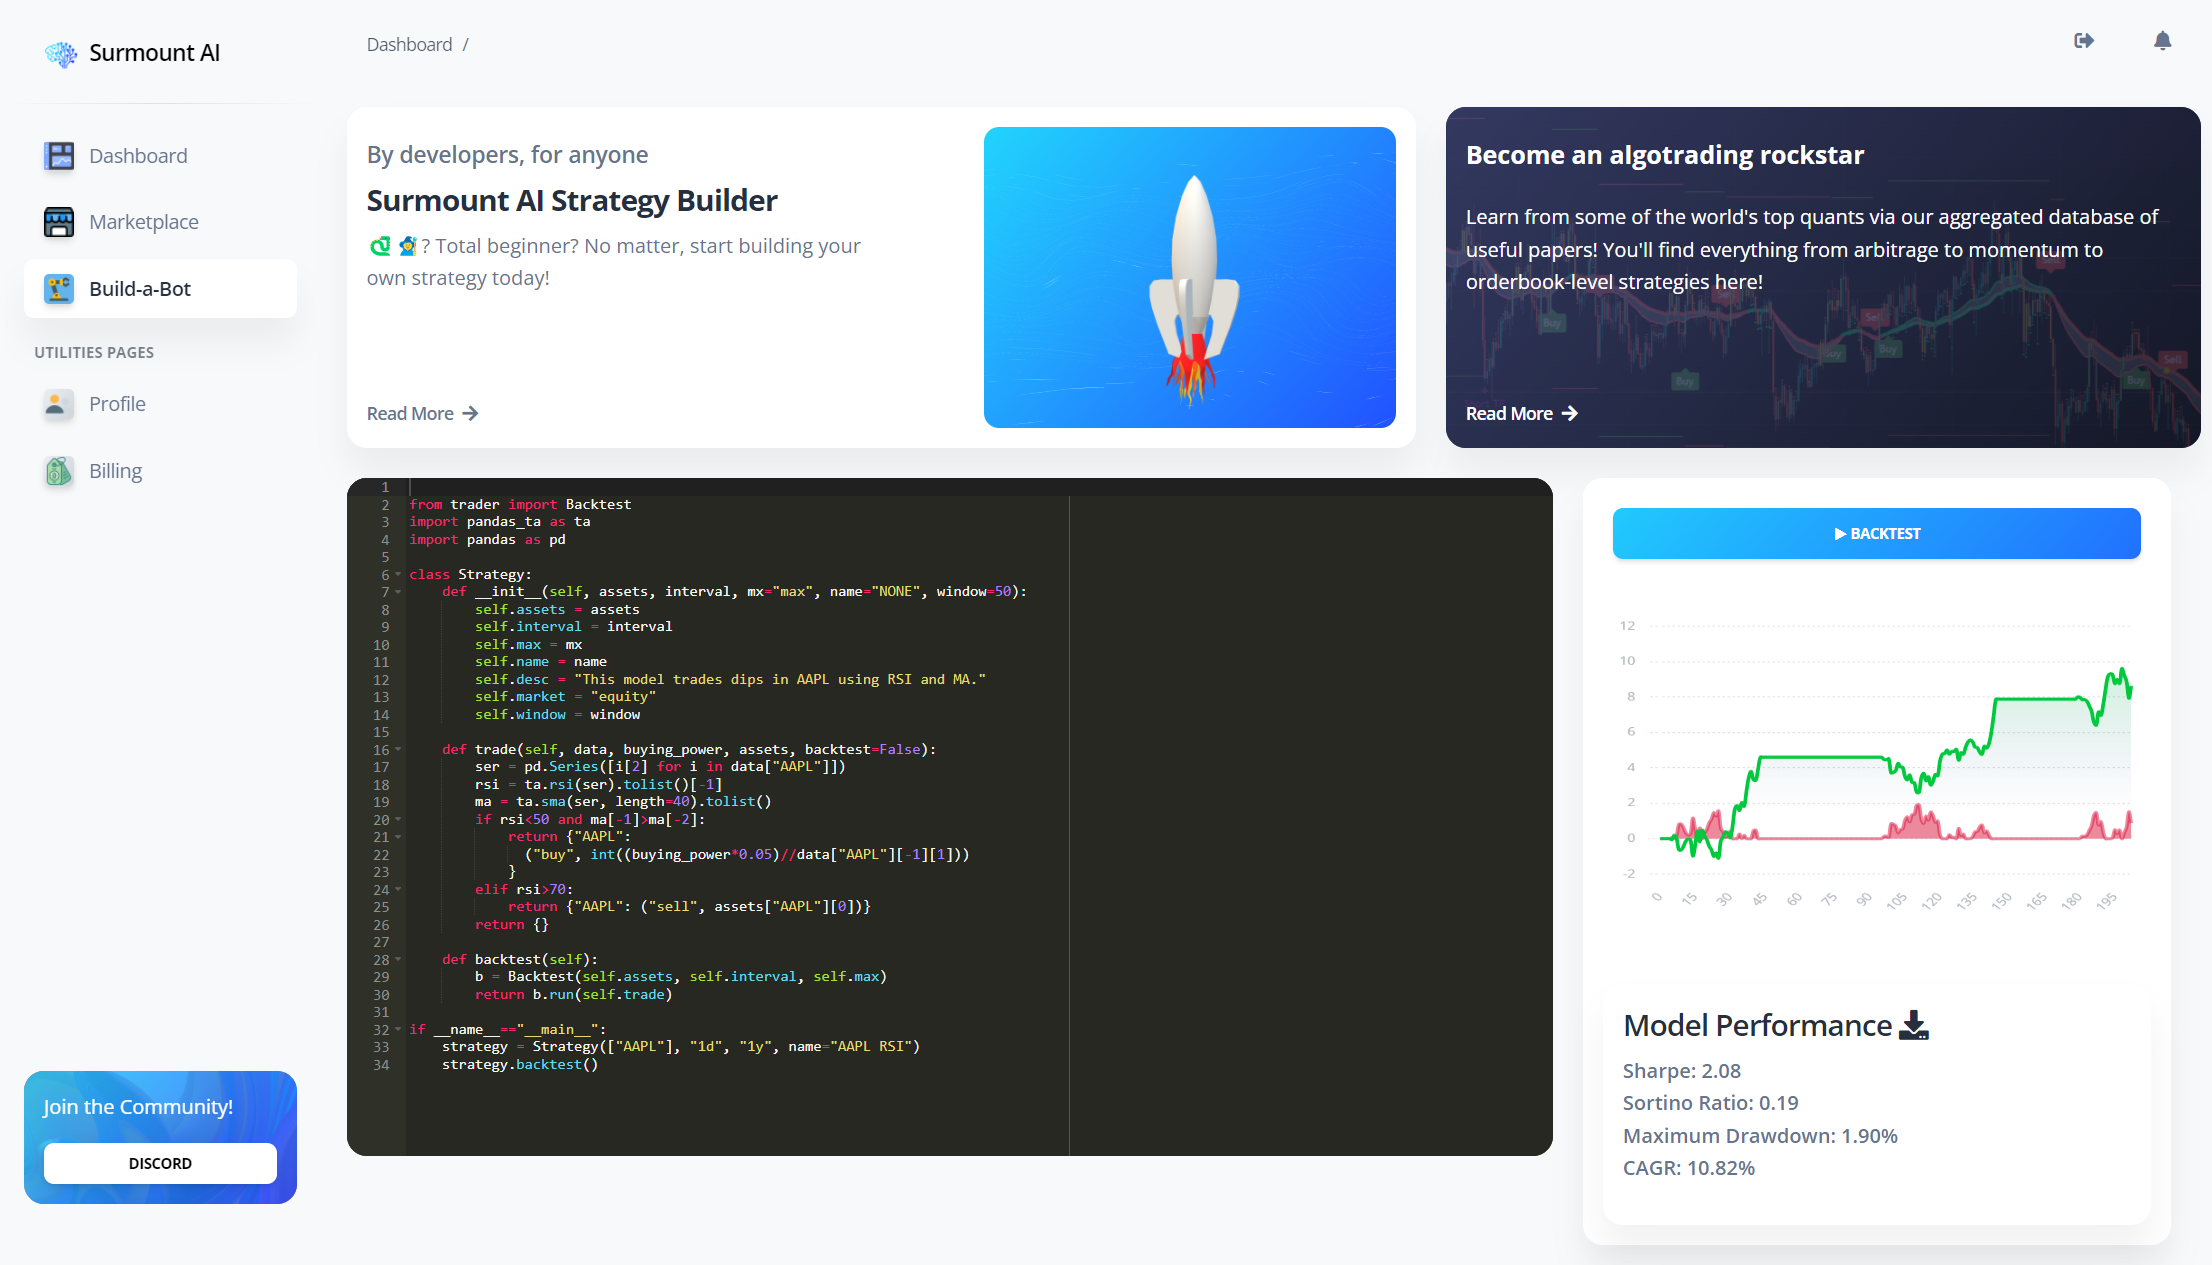 Surmount AI
Dashboard /
Dashboard
Marketplace
Build-a-Bot
UTILITIES PAGES
Profile
Billing
Join the Community!
DISCORD
By developers, for anyone
Surmount AI Strategy Builder
? Total beginner? No matter, start building your
own strategy today!
Read More
Become an algotrading rockstar
Learn from some of the world's top quants via our aggregated database of
useful papers! You'll find everything from arbitrage to momentum to
orderbook-level strategies here!
Buy
Sell
Buy
Buy
Buy
Sell
Buy
Sell
Read More
1
2 from trader import Backtest
3 import pandas_ta as ta
4 import pandas as pd
5
6 class Strategy:
7 def __init__(self, assets, interval, mx="max", name="NONE", window=50):
8 self.assets = assets
9 self.interval = interval
10 self.max = mx
11 self.name = name
12 self.desc = "This model trades dips in AAPL using RSI and MA."
13 self.market = "equity"
14 self.window = window
15
16 def trade(self, data, buying_power, assets, backtest=False):
17 ser = pd.Series([i[2] for i in data["AAPL"]])
18 rsi = ta.rsi(ser).tolist()[-1]
19 ma = ta.sma(ser, length=40).tolist()
20 if rsi<50 and ma[-1]>ma[-2]:
21 return {"AAPL":
22 ("buy", int((buying_power*0.05)//data["AAPL"][-1][1]))
23 }
24 elif rsi>70:
25 return {"AAPL": ("sell", assets["AAPL"][0])}
26 return {}
27
28 def backtest(self):
29 b = Backtest(self.assets, self.interval, self.max)
30 return b.run(self.trade)
31
32 if __name__=="__main__":
33 strategy = Strategy(["AAPL"], "1d", "1y", name="AAPL RSI")
34 strategy.backtest()
BACKTEST
12
10
8
6
4
2
0
-2
0 15 30 45 60 75 90 105 120 135 150 165 180 195
Model Performance
Sharpe: 2.08
Sortino Ratio: 0.19
Maximum Drawdown: 1.90%
CAGR: 10.82%